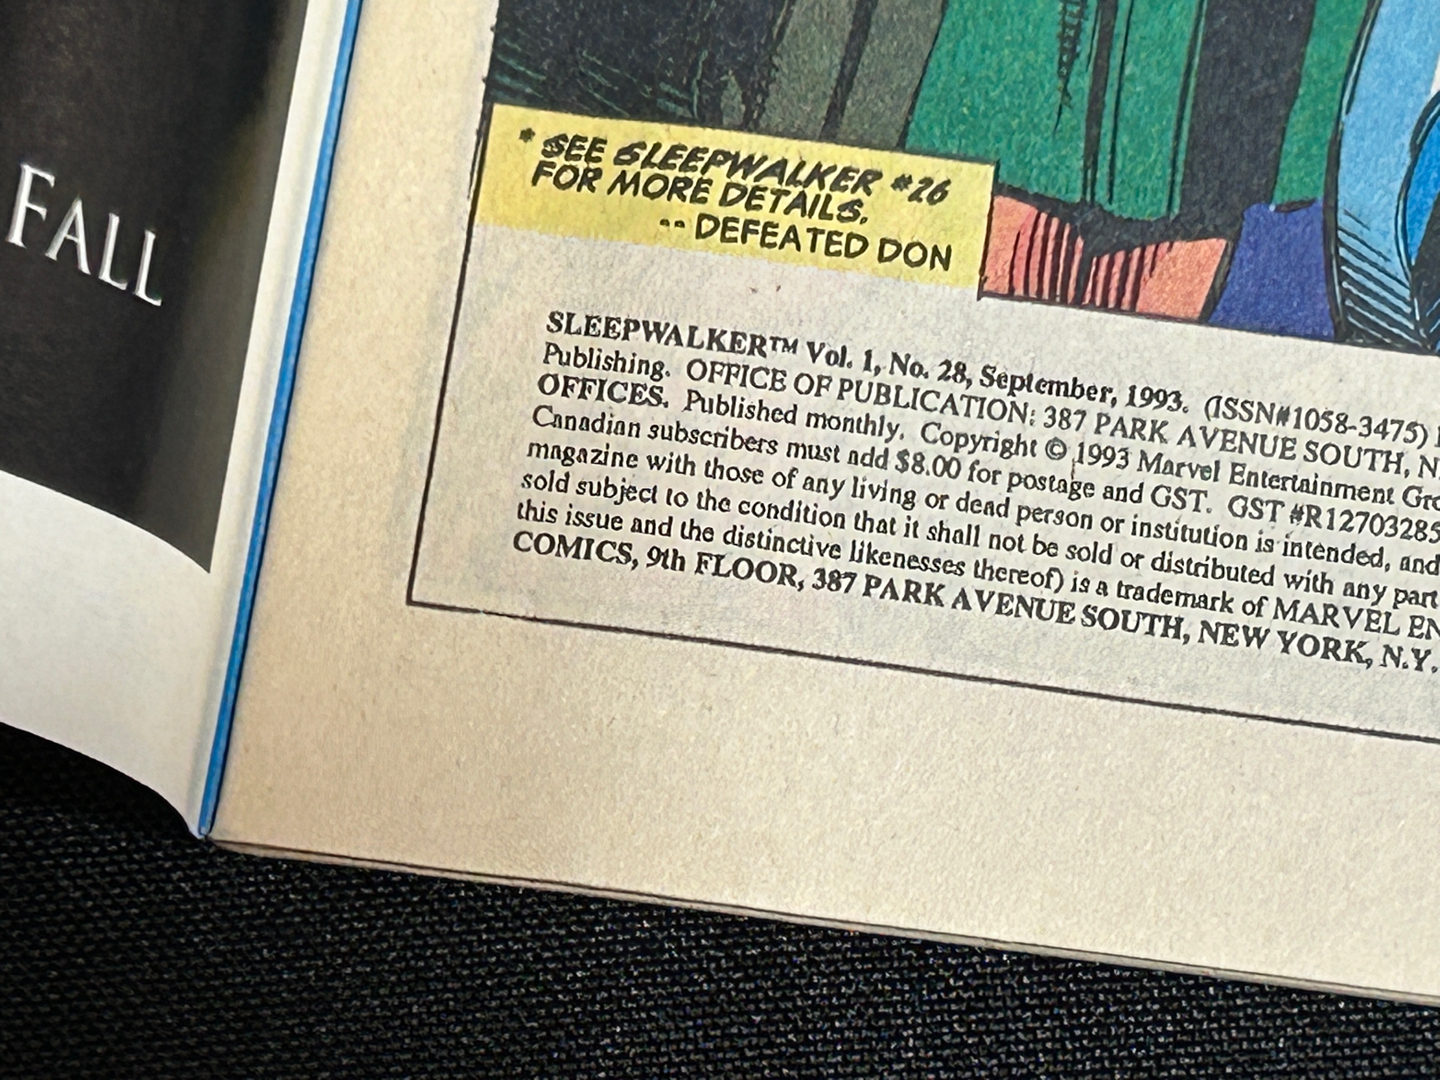 FALL
* SEE SLEEPWALKER #26
FOR MORE DETAILS.
-- DEFEATED DON
SLEEPWALKER™ Vol. 1, No. 28, September, 1993. (ISSN#1058-3475)
Publishing. OFFICE OF PUBLICATION: 387 PARK AVENUE SOUTH, N
OFFICES. Published monthly. Copyright © 1993 Marvel Entertainment Gro
Canadian subscribers must add $8.00 for postage and GST. GST #R12703285
magazine with those of any living or dead person or institution is intended, and
sold subject to the condition that it shall not be sold or distributed with any part
this issue and the distinctive likenesses thereof) is a trademark of MARVEL EN
COMICS, 9th FLOOR, 387 PARK AVENUE SOUTH, NEW YORK, N.Y.